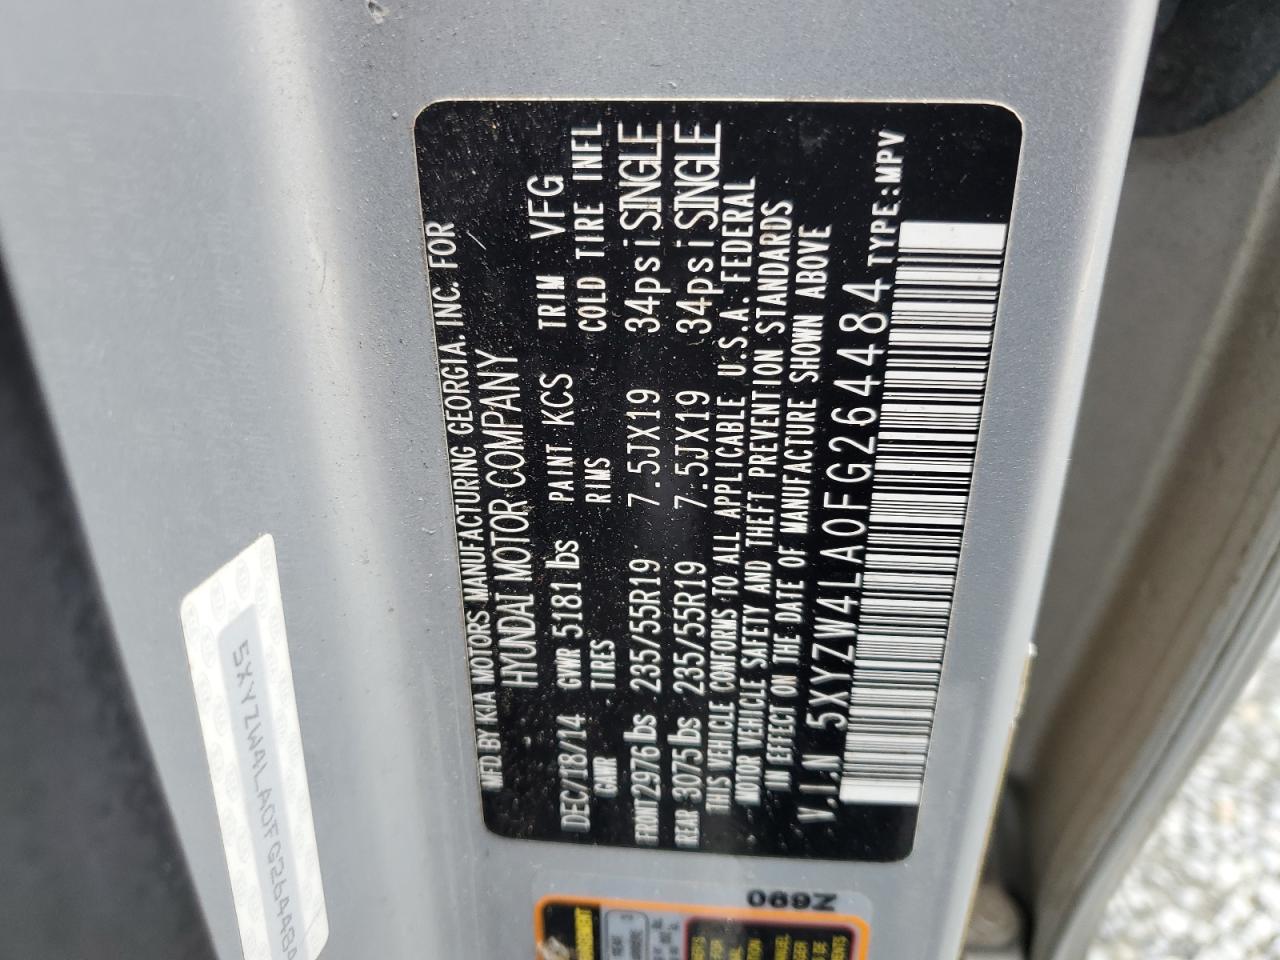 MFD. BY KIA MOTORS MANUFACTURING GEORGIA. INC. FOR
HYUNDAI MOTOR COMPANY
DEC/18/14 GVWR 5181 lbs PAINT KCS TRIM VFG
GAWR TIRES RIMS COLD TIRE INFL
FRONT 2976 lbs 235/55R19 7.5JX19 34psi SINGLE
REAR 3075 lbs 235/55R19 7.5JX19 34psi SINGLE
THIS VEHICLE CONFORMS TO ALL APPLICABLE U.S.A. FEDERAL
MOTOR VEHICLE SAFETY AND THEFT PREVENTION STANDARDS
IN EFFECT ON THE DATE OF MANUFACTURE SHOWN ABOVE
V.I.N 5XYZW4LA0FG264484 TYPE:MPV
5XYZW4LA0FG264484
Z690